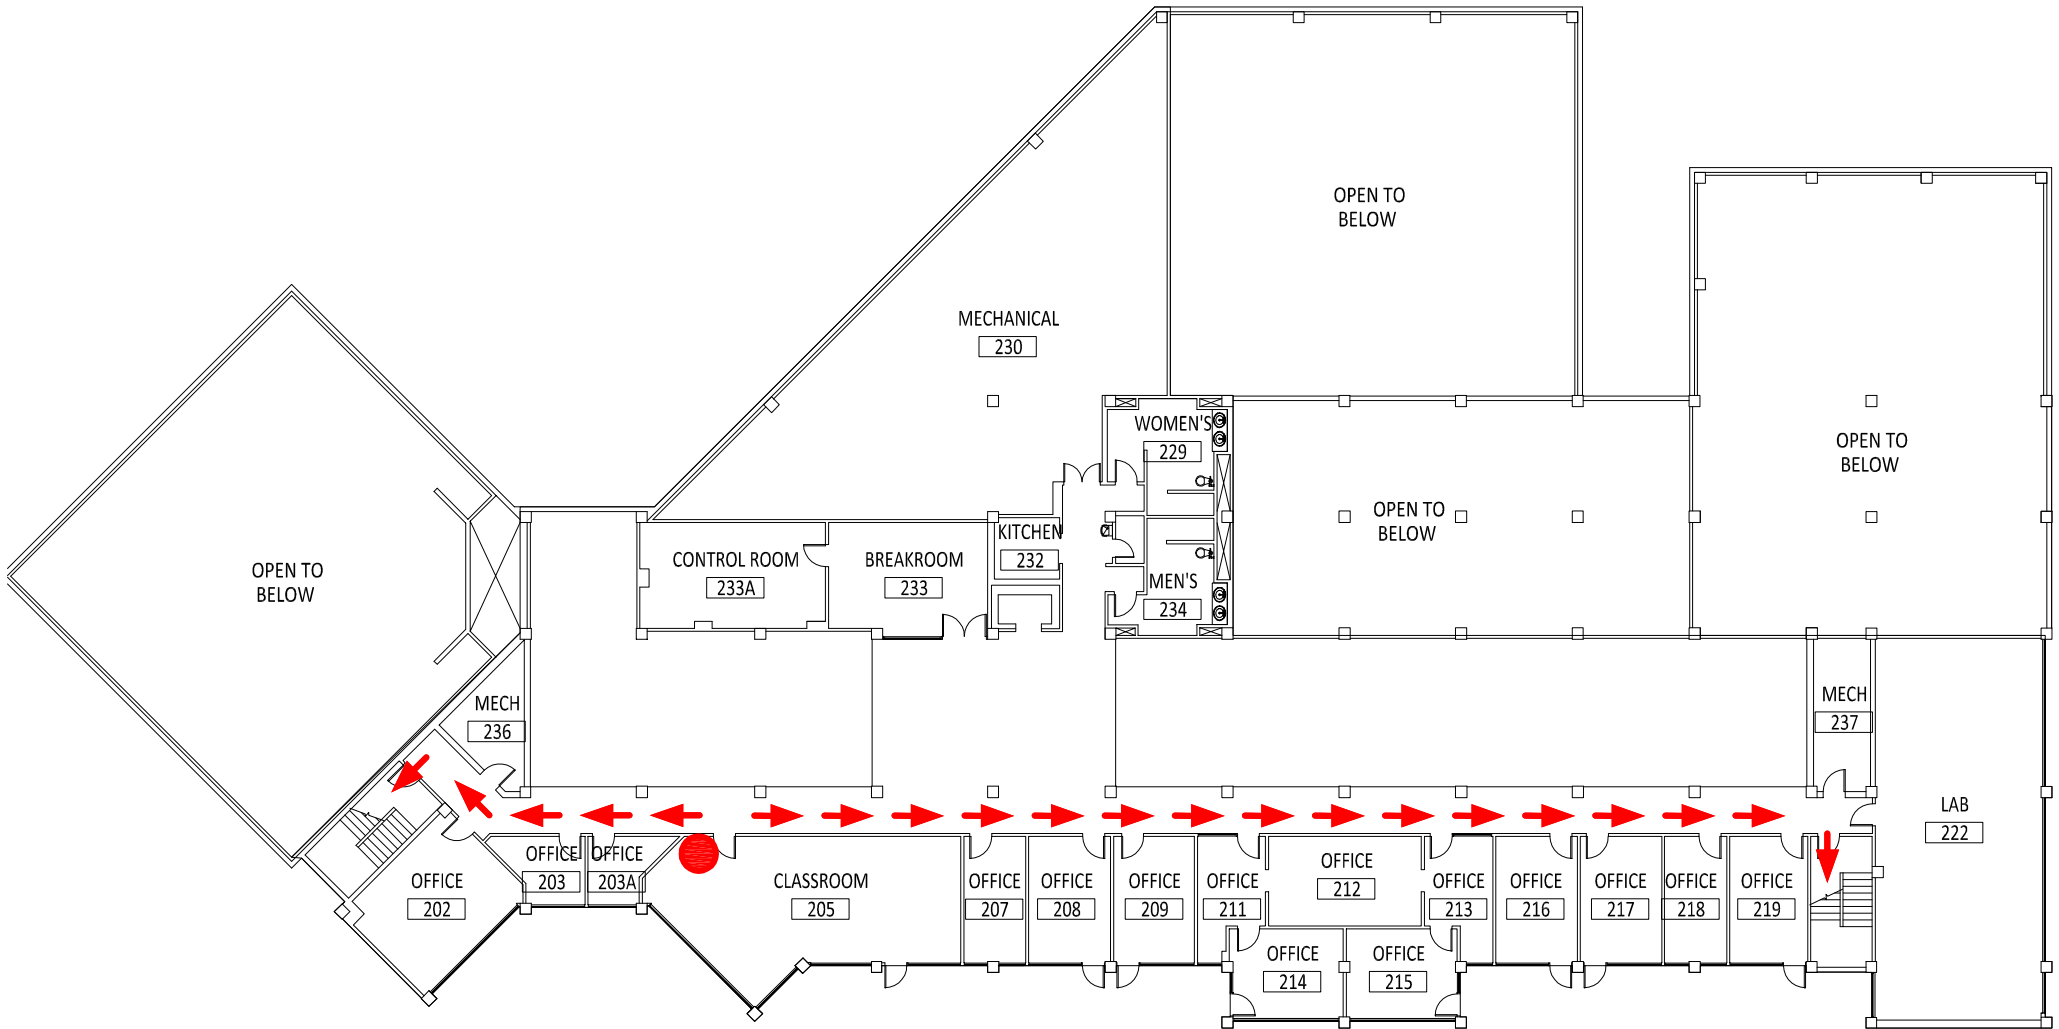 OPEN TO
BELOW
MECHANICAL
230
WOMEN'S
229
OPEN TO
BELOW
OPEN TO
BELOW
KITCHEN
232
CONTROL ROOM
233A
BREAKROOM
233
OPEN TO
BELOW
MEN'S
234
MECH
236
MECH
237
LAB
222
OFFICE
202
OFFICE
203
OFFICE
203A
CLASSROOM
205
OFFICE
207
OFFICE
208
OFFICE
209
OFFICE
211
OFFICE
212
OFFICE
213
OFFICE
216
OFFICE
217
OFFICE
218
OFFICE
219
OFFICE
214
OFFICE
215